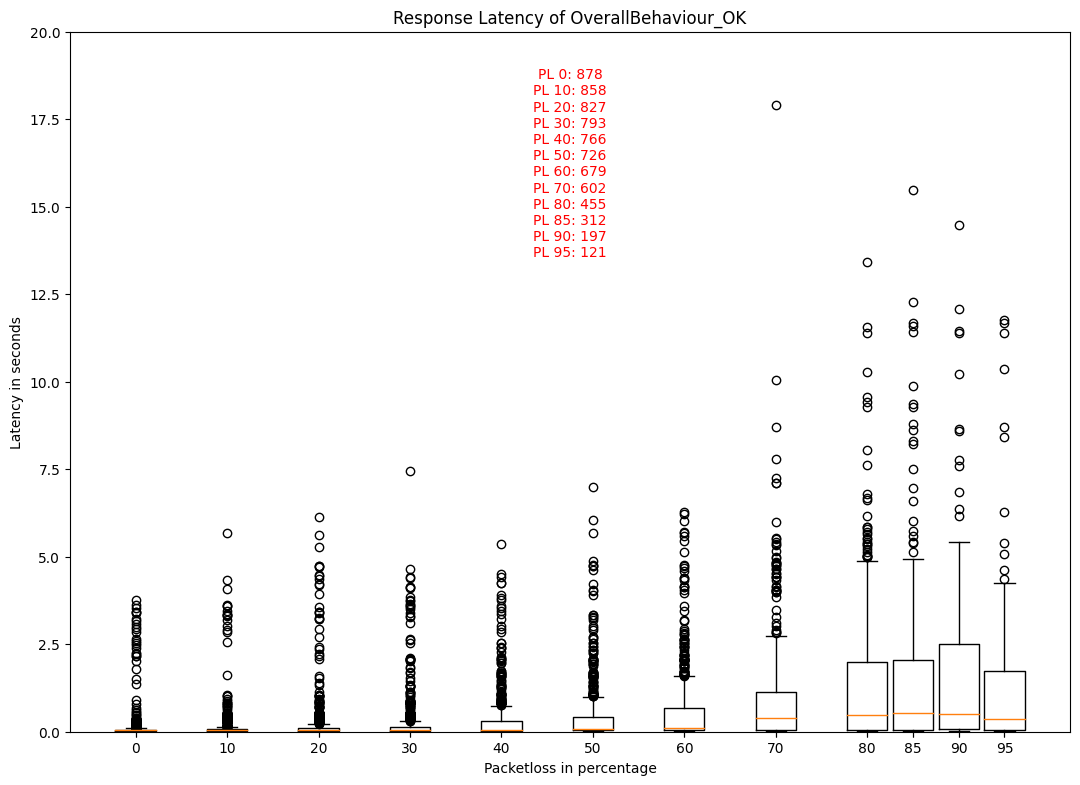 Response Latency of OverallBehaviour_OK
20.0
17.5
15.0
12.5
10.0
7.5
5.0
2.5
0.0
Latency in seconds
PL 0: 878
PL 10: 858
PL 20: 827
PL 30: 793
PL 40: 766
PL 50: 726
PL 60: 679
PL 70: 602
PL 80: 455
PL 85: 312
PL 90: 197
PL 95: 121
0 10 20 30 40 50 60 70 80 85 90 95
Packetloss in percentage